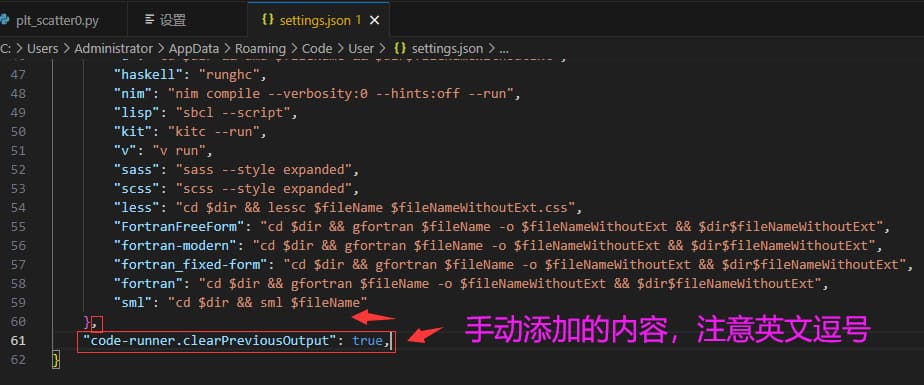 plt_scatter0.py 设置 settings.json 1
C: > Users > Administrator > AppData > Roaming > Code > User > settings.json > ...
47 "haskell": "runghc",
48 "nim": "nim compile --verbosity:0 --hints:off --run",
49 "lisp": "sbcl --script",
50 "kit": "kitc --run",
51 "v": "v run",
52 "sass": "sass --style expanded",
53 "scss": "scss --style expanded",
54 "less": "cd $dir && lessc $fileName $fileNameWithoutExt.css",
55 "FortranFreeForm": "cd $dir && gfortran $fileName -o $fileNameWithoutExt && $dir$fileNameWithoutExt",
56 "fortran-modern": "cd $dir && gfortran $fileName -o $fileNameWithoutExt && $dir$fileNameWithoutExt",
57 "fortran_fixed-form": "cd $dir && gfortran $fileName -o $fileNameWithoutExt && $dir$fileNameWithoutExt",
58 "fortran": "cd $dir && gfortran $fileName -o $fileNameWithoutExt && $dir$fileNameWithoutExt",
59 "sml": "cd $dir && sml $fileName"
60 },
61 "code-runner.clearPreviousOutput": true,
手动添加的内容，注意英文逗号
62 }